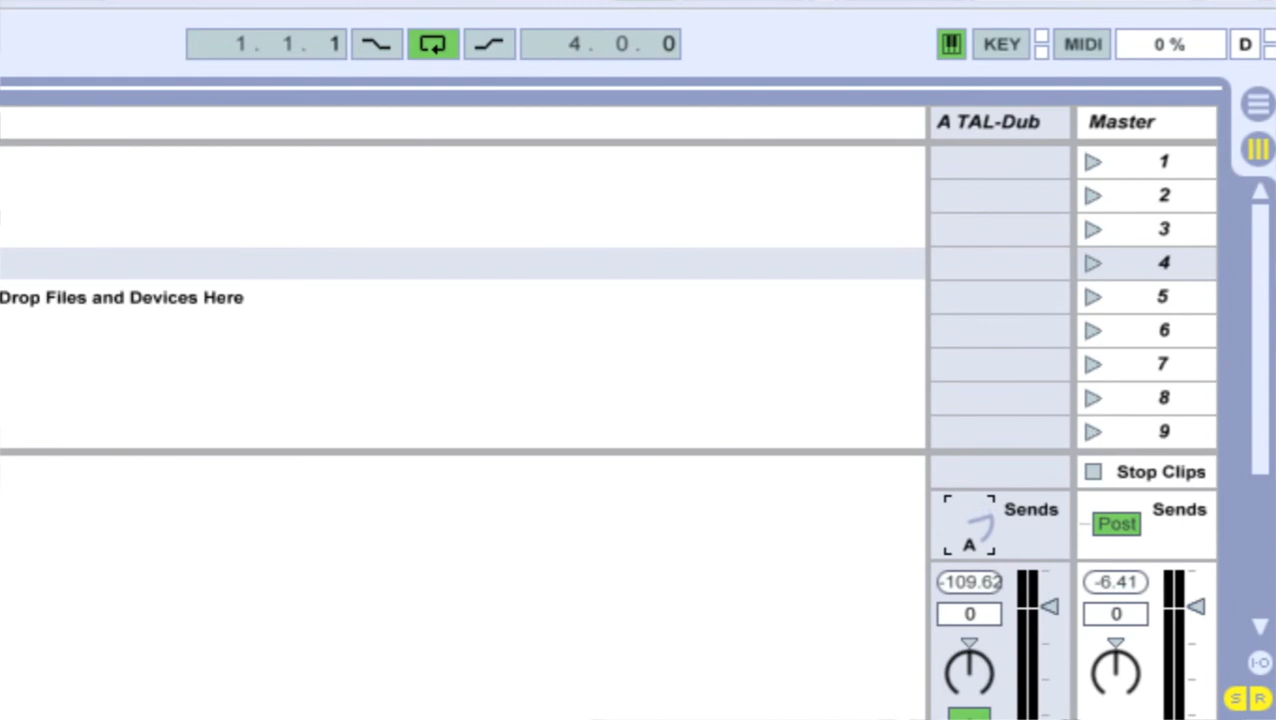 1. 1. 1 4. 0. 0 KEY MIDI 0 % D
A TAL-Dub Master
1
2
3
4
Drop Files and Devices Here 5
6
7
8
9
Stop Clips
Sends Post Sends
A
-109.62 -6.41
0 0
I·O
S R